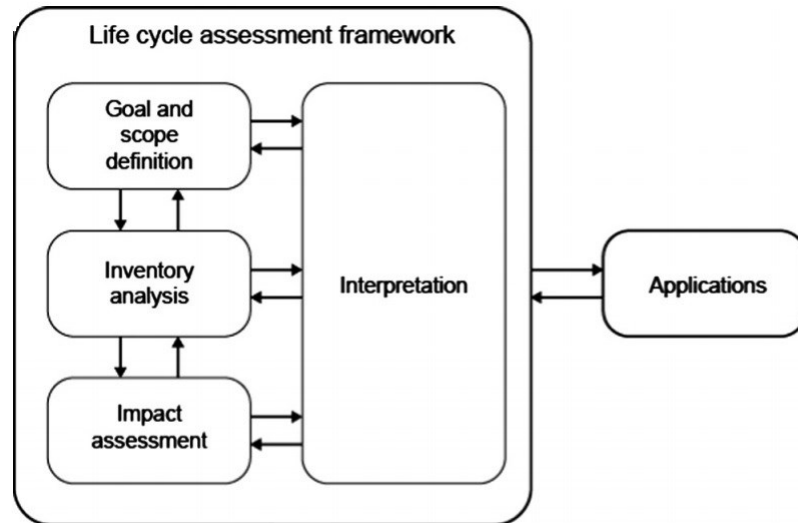 Life cycle assessment framework
Goal and
scope
definition
Inventory
analysis
Impact
assessment
Interpretation
Applications